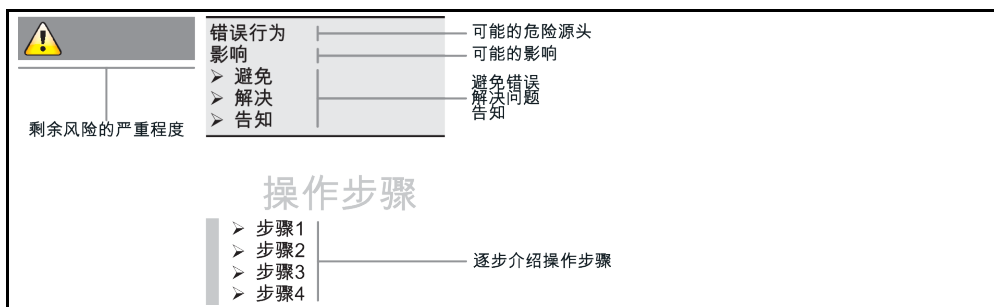 错误行为
可能的危险源头
影响
可能的影响
➢ 避免
➢ 解决
➢ 告知
避免错误
解决问题
告知
剩余风险的严重程度
操作步骤
➢ 步骤1
➢ 步骤2
➢ 步骤3
➢ 步骤4
逐步介绍操作步骤